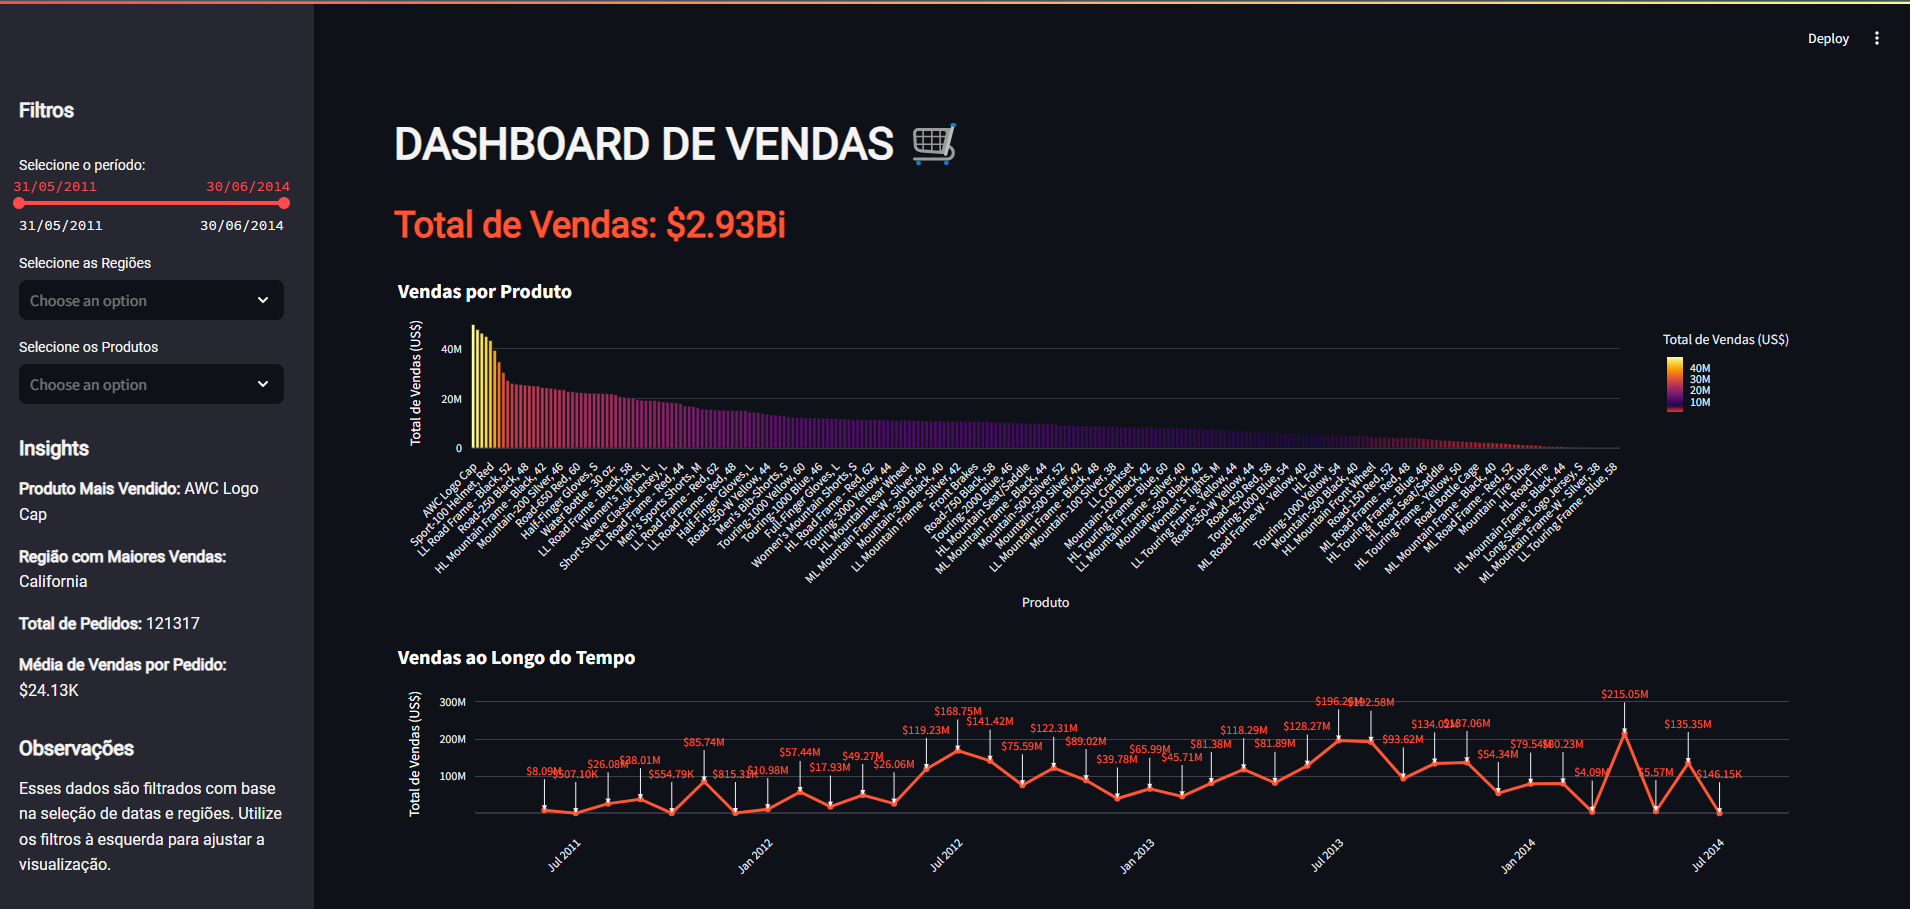 Deploy
Filtros
Selecione o período:
31/05/2011 30/06/2014
31/05/2011 30/06/2014
Selecione as Regiões
Choose an option
Selecione os Produtos
Choose an option
Insights
Produto Mais Vendido: AWC Logo
Cap
Região com Maiores Vendas:
California
Total de Pedidos: 121317
Média de Vendas por Pedido:
$24.13K
Observações
Esses dados são filtrados com base
na seleção de datas e regiões. Utilize
os filtros à esquerda para ajustar a
visualização.
DASHBOARD DE VENDAS
Total de Vendas: $2.93Bi
Vendas por Produto
Total de Vendas (US$)
40M
20M
0
AWC Logo Cap
Sport-100 Helmet, Red
LL Road Frame - Black, 52
Road-250 Black, 48
HL Mountain Frame - Black, 42
Mountain-200 Silver, 46
Road-650 Red, 60
Half-Finger Gloves, S
Water Bottle - 30 oz.
LL Road Frame - Black, 58
Women's Tights, L
Short-Sleeve Classic Jersey, L
LL Road Frame - Red, 44
Men's Sports Shorts, M
LL Road Frame - Red, 62
LL Road Frame - Red, 48
Half-Finger Gloves, L
Road-550-W Yellow, 44
Men's Bib-Shorts, S
Touring-1000 Yellow, 60
Touring-1000 Blue, 46
Full-Finger Gloves, L
Women's Mountain Shorts, S
HL Road Frame - Red, 62
Touring-3000 Yellow, 44
HL Mountain Rear Wheel
ML Mountain Frame-W - Silver, 40
Mountain-300 Black, 40
LL Mountain Frame - Silver, 42
Front Brakes
Road-750 Black, 58
Touring-2000 Blue, 46
HL Mountain Seat/Saddle
ML Mountain Frame - Black, 44
Mountain-500 Silver, 52
LL Mountain-500 Silver, 42
LL Mountain Frame - Black, 48
Mountain-100 Silver, 38
LL Crankset
Mountain-100 Black, 42
HL Touring Frame - Blue, 60
LL Mountain Frame - Silver, 40
Mountain-500 Black, 42
Women's Tights, M
LL Touring Frame - Yellow, 44
Road-350-W Yellow, 44
Road-450 Red, 58
Touring-1000 Blue, 54
ML Road Frame-W - Yellow, 40
HL Fork
Touring-1000 Yellow, 54
Mountain-500 Black, 40
HL Mountain Front Wheel
Road-150 Red, 52
ML Road Frame - Red, 48
HL Touring Frame - Blue, 46
HL Road Seat/Saddle
HL Touring Frame - Yellow, 50
Road Bottle Cage
ML Mountain Frame - Black, 40
ML Road Frame - Red, 52
Mountain Tire Tube
HL Road Tire
HL Mountain Frame - Black, 44
Long-Sleeve Logo Jersey, S
ML Mountain Frame-W - Silver, 38
LL Touring Frame - Blue, 58
Produto
Total de Vendas (US$)
40M
30M
20M
10M
Vendas ao Longo do Tempo
Total de Vendas (US$)
300M
200M
100M
$8.09M
$507.10K
$26.08M
$38.01M
$554.79K
$85.74M
$815.31K
$10.98M
$57.44M
$17.93M
$49.27M
$26.06M
$119.23M
$168.75M
$141.42M
$75.59M
$122.31M
$89.02M
$39.78M
$65.99M
$45.71M
$81.38M
$118.29M
$81.89M
$128.27M
$192.58M
$93.62M
$137.06M
$54.34M
$79.54M
$80.23M
$4.09M
$215.05M
$5.57M
$135.35M
$146.15K
Jul 2011
Jan 2012
Jul 2012
Jan 2013
Jul 2013
Jan 2014
Jul 2014